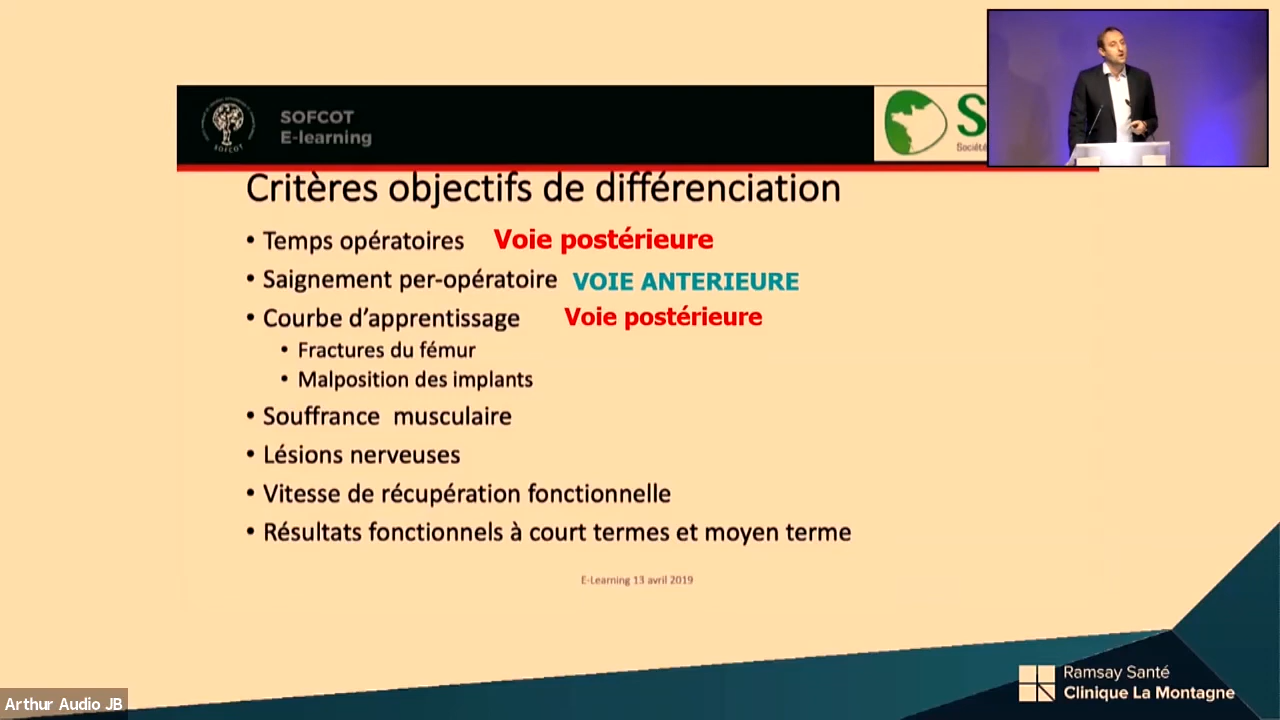 SOFCOT
E-learning
SOFCOT
S
Société
Critères objectifs de différenciation
• Temps opératoires Voie postérieure
• Saignement per-opératoire VOIE ANTERIEURE
• Courbe d’apprentissage Voie postérieure
• Fractures du fémur
• Malposition des implants
• Souffrance musculaire
• Lésions nerveuses
• Vitesse de récupération fonctionnelle
• Résultats fonctionnels à court termes et moyen terme
E-Learning 13 avril 2019
Ramsay Santé
Clinique La Montagne
Arthur Audio JB